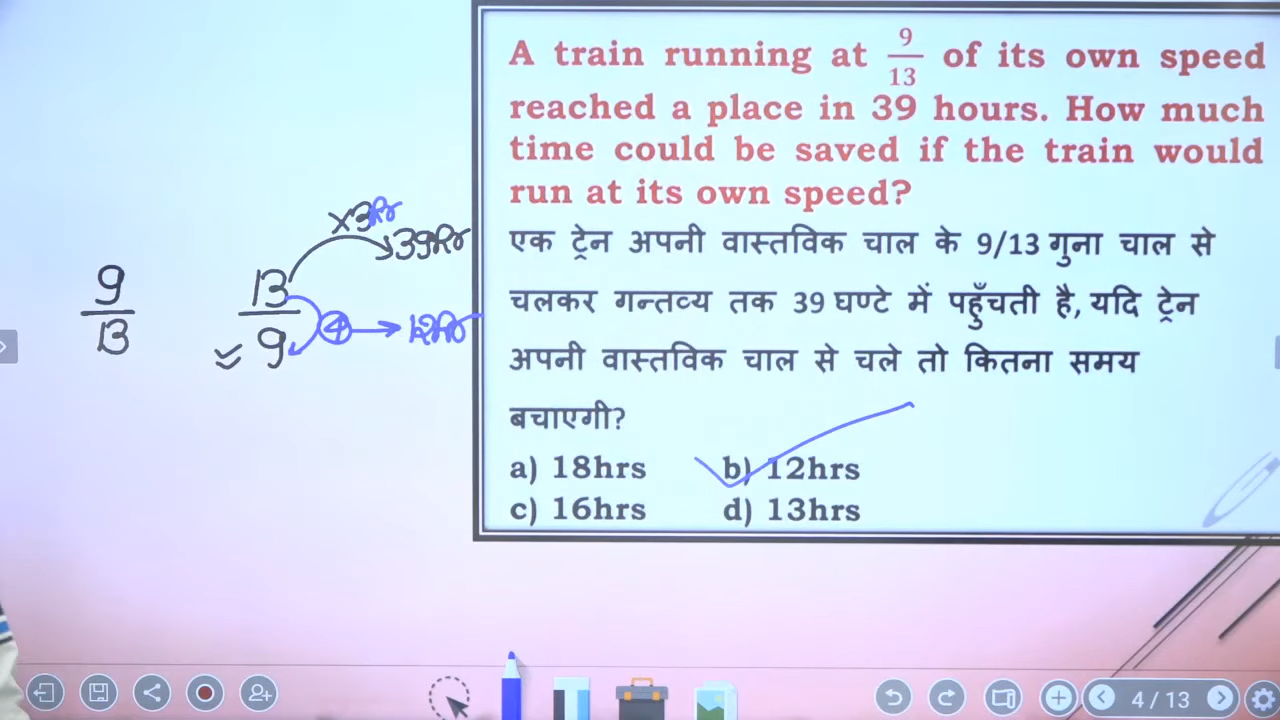 A train running at 9/13 of its own speed
reached a place in 39 hours. How much
time could be saved if the train would
run at its own speed?
एक ट्रेन अपनी वास्तविक चाल के 9/13 गुना चाल से
चलकर गन्तव्य तक 39 घण्टे में पहुँचती है, यदि ट्रेन
अपनी वास्तविक चाल से चले तो कितना समय
बचाएगी?
a) 18hrs b) 12hrs
c) 16hrs d) 13hrs
×3hr
39hr
9 13
13 9
4 12hr
4 / 13